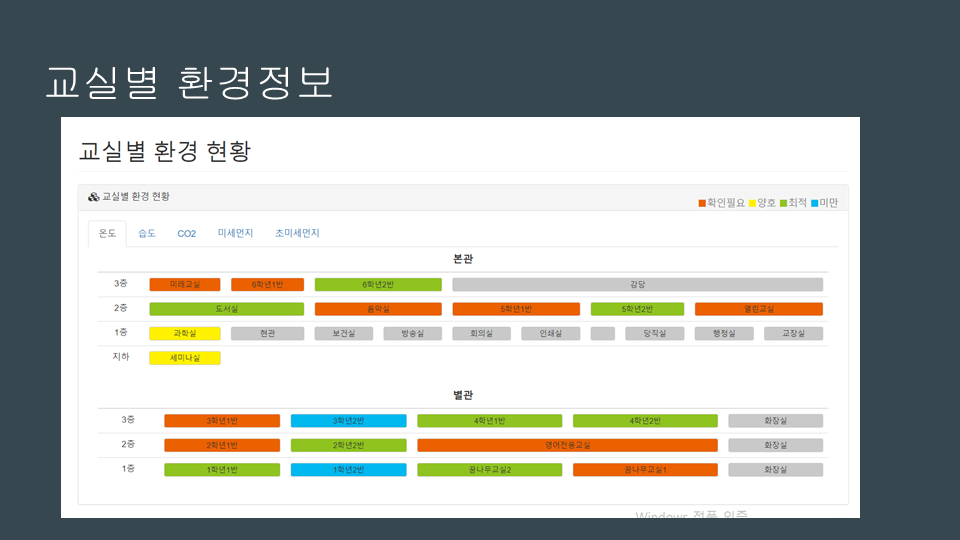 교실별 환경정보
교실별 환경 현황
교실별 환경 현황
확인필요 양호 최적 미만
온도 습도 CO2 미세먼지 초미세먼지
본관
3층 미래교실 6학년1반 6학년2반 강당
2층 도서실 음악실 5학년1반 5학년2반 열린교실
1층 과학실 현관 보건실 방송실 회의실 인쇄실 당직실 행정실 교장실
지하 세미나실
별관
3층 3학년1반 3학년2반 4학년1반 4학년2반 화장실
2층 2학년1반 2학년2반 영어전용교실 화장실
1층 1학년1반 1학년2반 꿈나무교실2 꿈나무교실1 화장실
Windows 정품 인증